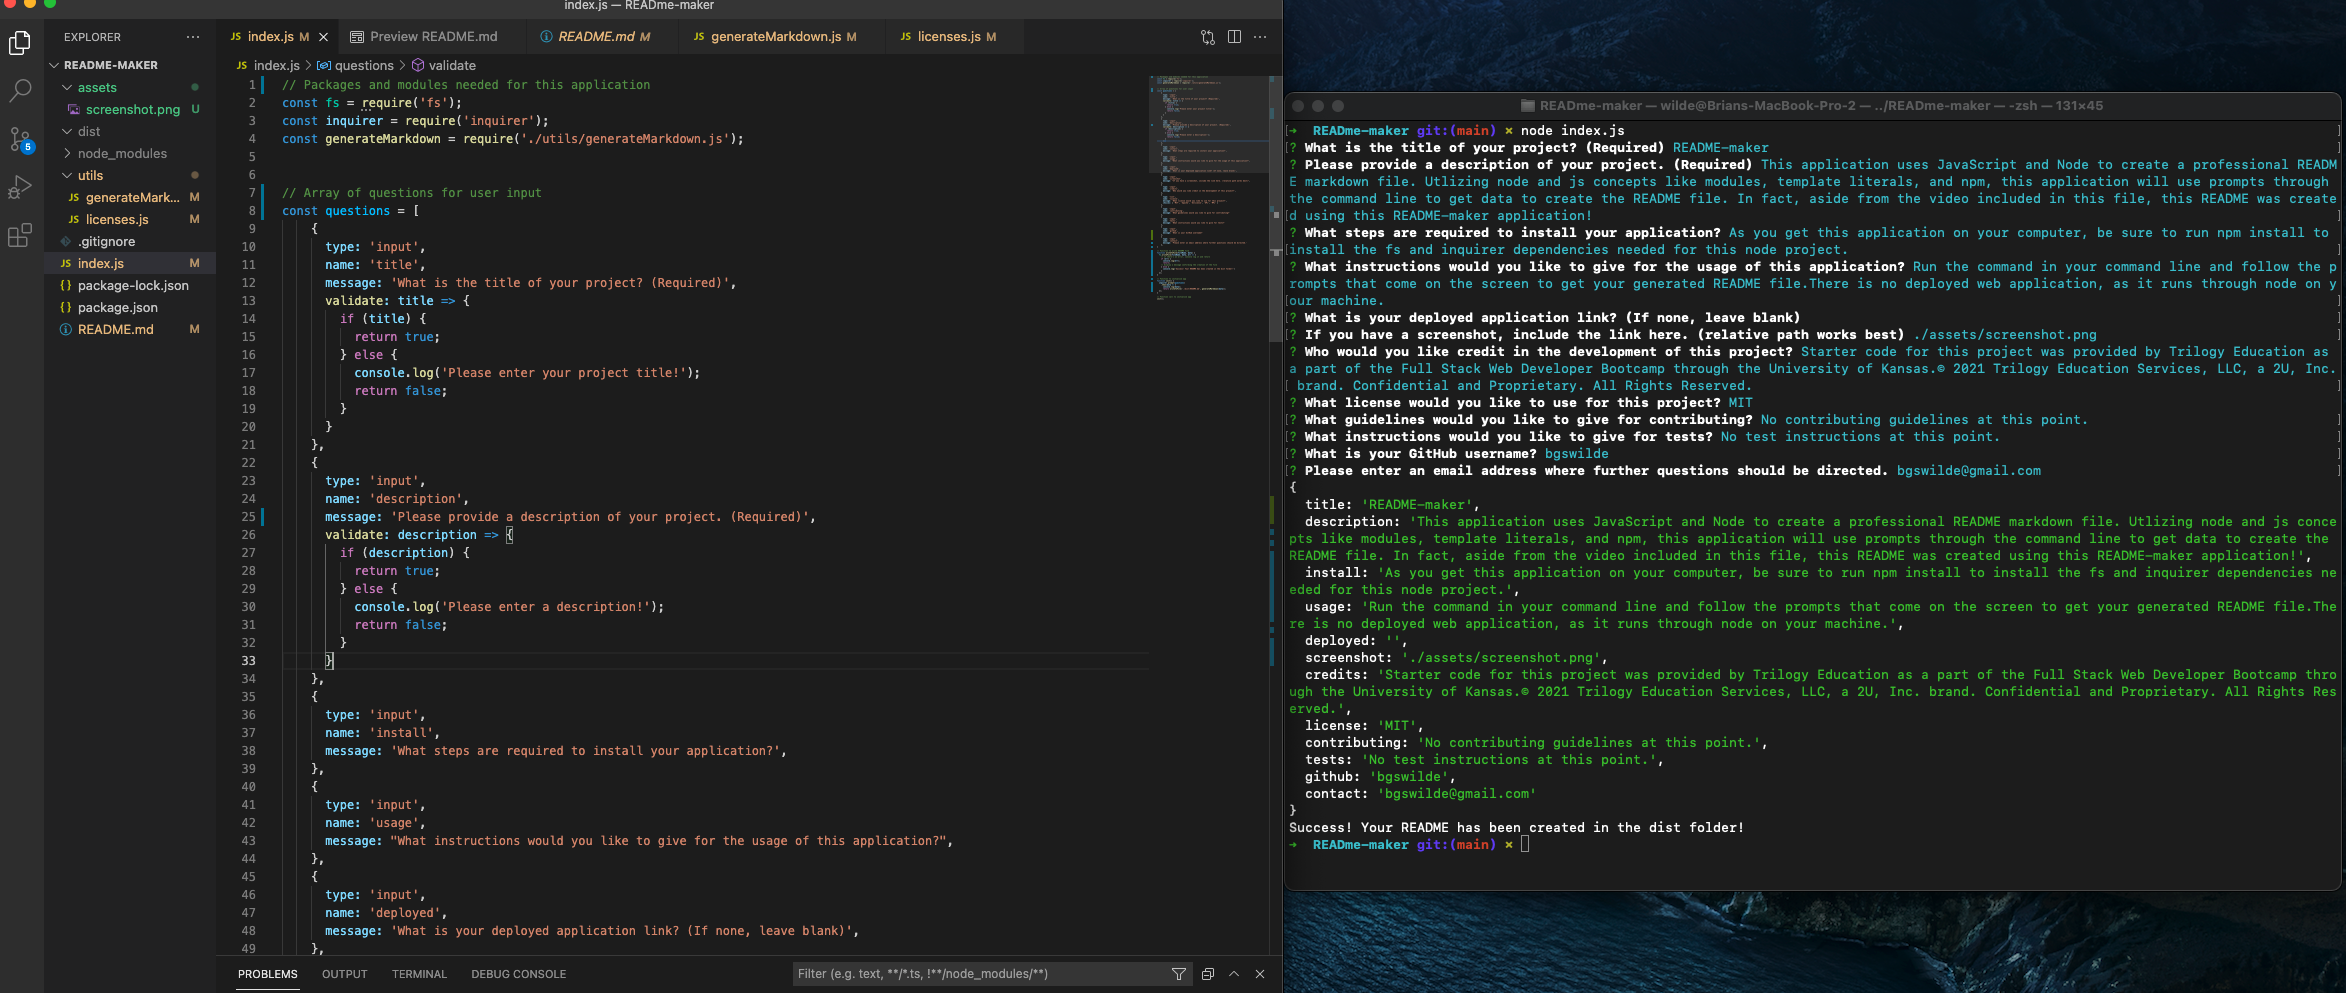 index.js — READme-maker
EXPLORER
README-MAKER
assets
screenshot.png U
dist
node_modules
utils
generateMark... M
licenses.js M
.gitignore
index.js M
package-lock.json
package.json
README.md M
5
JS index.js M
Preview README.md
README.md M
JS generateMarkdown.js M
JS licenses.js M
JS index.js > questions > validate
1 // Packages and modules needed for this application
2 const fs = require('fs');
3 const inquirer = require('inquirer');
4 const generateMarkdown = require('./utils/generateMarkdown.js');
5
6
7 // Array of questions for user input
8 const questions = [
9 {
10 type: 'input',
11 name: 'title',
12 message: 'What is the title of your project? (Required)',
13 validate: title => {
14 if (title) {
15 return true;
16 } else {
17 console.log('Please enter your project title!');
18 return false;
19 }
20 }
21 },
22 {
23 type: 'input',
24 name: 'description',
25 message: 'Please provide a description of your project. (Required)',
26 validate: description => {
27 if (description) {
28 return true;
29 } else {
30 console.log('Please enter a description!');
31 return false;
32 }
33 }
34 },
35 {
36 type: 'input',
37 name: 'install',
38 message: 'What steps are required to install your application?',
39 },
40 {
41 type: 'input',
42 name: 'usage',
43 message: "What instructions would you like to give for the usage of this application?",
44 },
45 {
46 type: 'input',
47 name: 'deployed',
48 message: 'What is your deployed application link? (If none, leave blank)',
49 },
PROBLEMS OUTPUT TERMINAL DEBUG CONSOLE
Filter (e.g. text, **/*.ts, !**/node_modules/**)
READme-maker — wilde@Brians-MacBook-Pro-2 — ../READme-maker — -zsh — 131×45
→ READme-maker git:(main) × node index.js
? What is the title of your project? (Required) README-maker
? Please provide a description of your project. (Required) This application uses JavaScript and Node to create a professional READM
E markdown file. Utlizing node and js concepts like modules, template literals, and npm, this application will use prompts through
the command line to get data to create the README file. In fact, aside from the video included in this file, this README was create
d using this README-maker application!
? What steps are required to install your application? As you get this application on your computer, be sure to run npm install to
install the fs and inquirer dependencies needed for this node project.
? What instructions would you like to give for the usage of this application? Run the command in your command line and follow the p
rompts that come on the screen to get your generated README file.There is no deployed web application, as it runs through node on y
our machine.
? What is your deployed application link? (If none, leave blank)
? If you have a screenshot, include the link here. (relative path works best) ./assets/screenshot.png
? Who would you like credit in the development of this project? Starter code for this project was provided by Trilogy Education as
a part of the Full Stack Web Developer Bootcamp through the University of Kansas.© 2021 Trilogy Education Services, LLC, a 2U, Inc.
brand. Confidential and Proprietary. All Rights Reserved.
? What license would you like to use for this project? MIT
? What guidelines would you like to give for contributing? No contributing guidelines at this point.
? What instructions would you like to give for tests? No test instructions at this point.
? What is your GitHub username? bgswilde
? Please enter an email address where further questions should be directed. bgswilde@gmail.com
{
title: 'README-maker',
description: 'This application uses JavaScript and Node to create a professional README markdown file. Utlizing node and js conce
pts like modules, template literals, and npm, this application will use prompts through the command line to get data to create the
README file. In fact, aside from the video included in this file, this README was created using this README-maker application!',
install: 'As you get this application on your computer, be sure to run npm install to install the fs and inquirer dependencies ne
eded for this node project.',
usage: 'Run the command in your command line and follow the prompts that come on the screen to get your generated README file.The
re is no deployed web application, as it runs through node on your machine.',
deployed: '',
screenshot: './assets/screenshot.png',
credits: 'Starter code for this project was provided by Trilogy Education as a part of the Full Stack Web Developer Bootcamp thro
ugh the University of Kansas.© 2021 Trilogy Education Services, LLC, a 2U, Inc. brand. Confidential and Proprietary. All Rights Res
erved.',
license: 'MIT',
contributing: 'No contributing guidelines at this point.',
tests: 'No test instructions at this point.',
github: 'bgswilde',
contact: 'bgswilde@gmail.com'
}
Success! Your README has been created in the dist folder!
→ READme-maker git:(main) ×